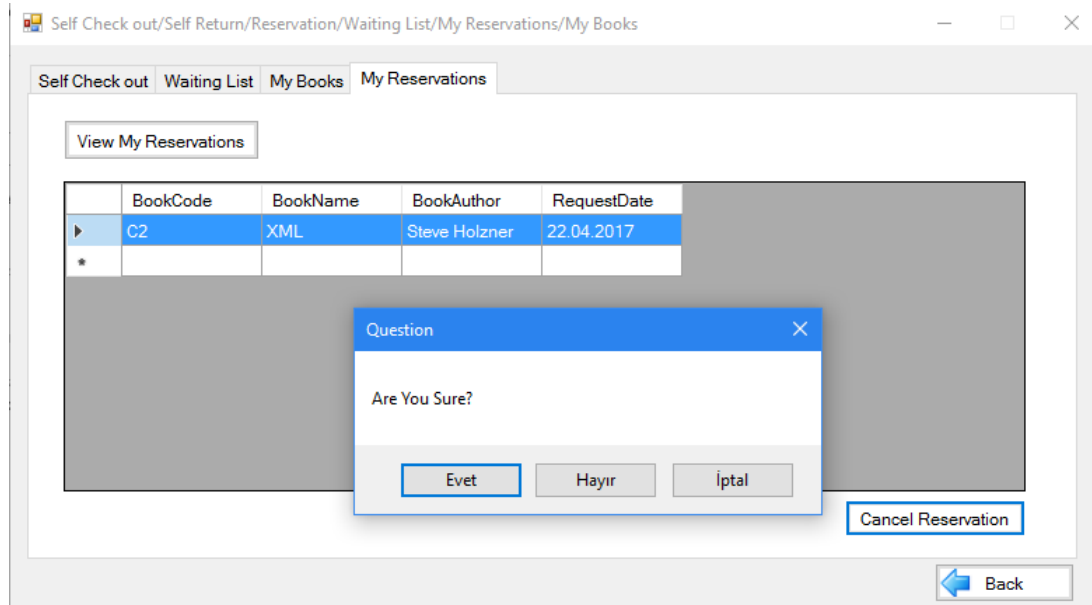 Self Check out/Self Return/Reservation/Waiting List/My Reservations/My Books
Self Check out Waiting List My Books My Reservations
View My Reservations
BookCode BookName BookAuthor RequestDate
C2 XML Steve Holzner 22.04.2017
*
Question
Are You Sure?
Evet Hayır İptal
Cancel Reservation
Back